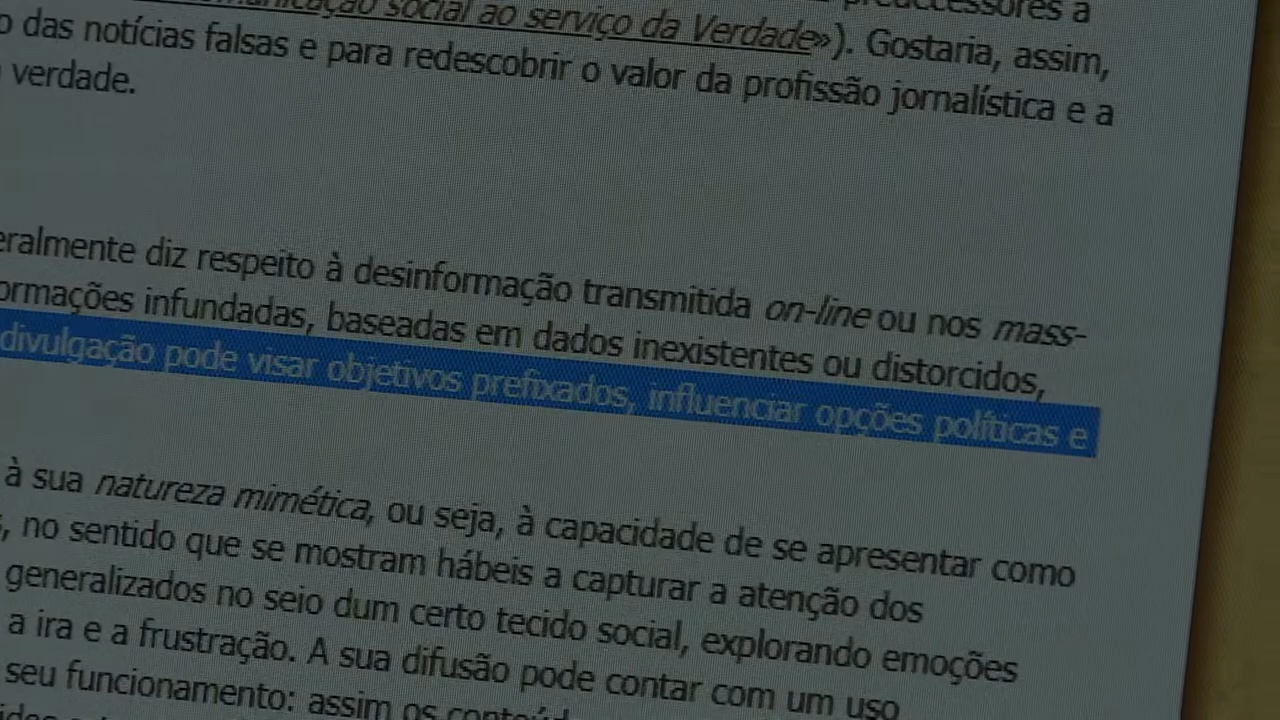 social ao serviço da Verdade»). Gostaria, assim,
das notícias falsas e para redescobrir o valor da profissão jornalística e a
verdade.
diz respeito à desinformação transmitida on-line ou nos mass-
infundadas, baseadas em dados inexistentes ou distorcidos,
divulgação pode visar objetivos prefixados, influenciar opções políticas e
à sua natureza mimética, ou seja, à capacidade de se apresentar como
no sentido que se mostram hábeis a capturar a atenção dos
generalizados no seio dum certo tecido social, explorando emoções
a ira e a frustração. A sua difusão pode contar com um uso
seu funcionamento: assim os